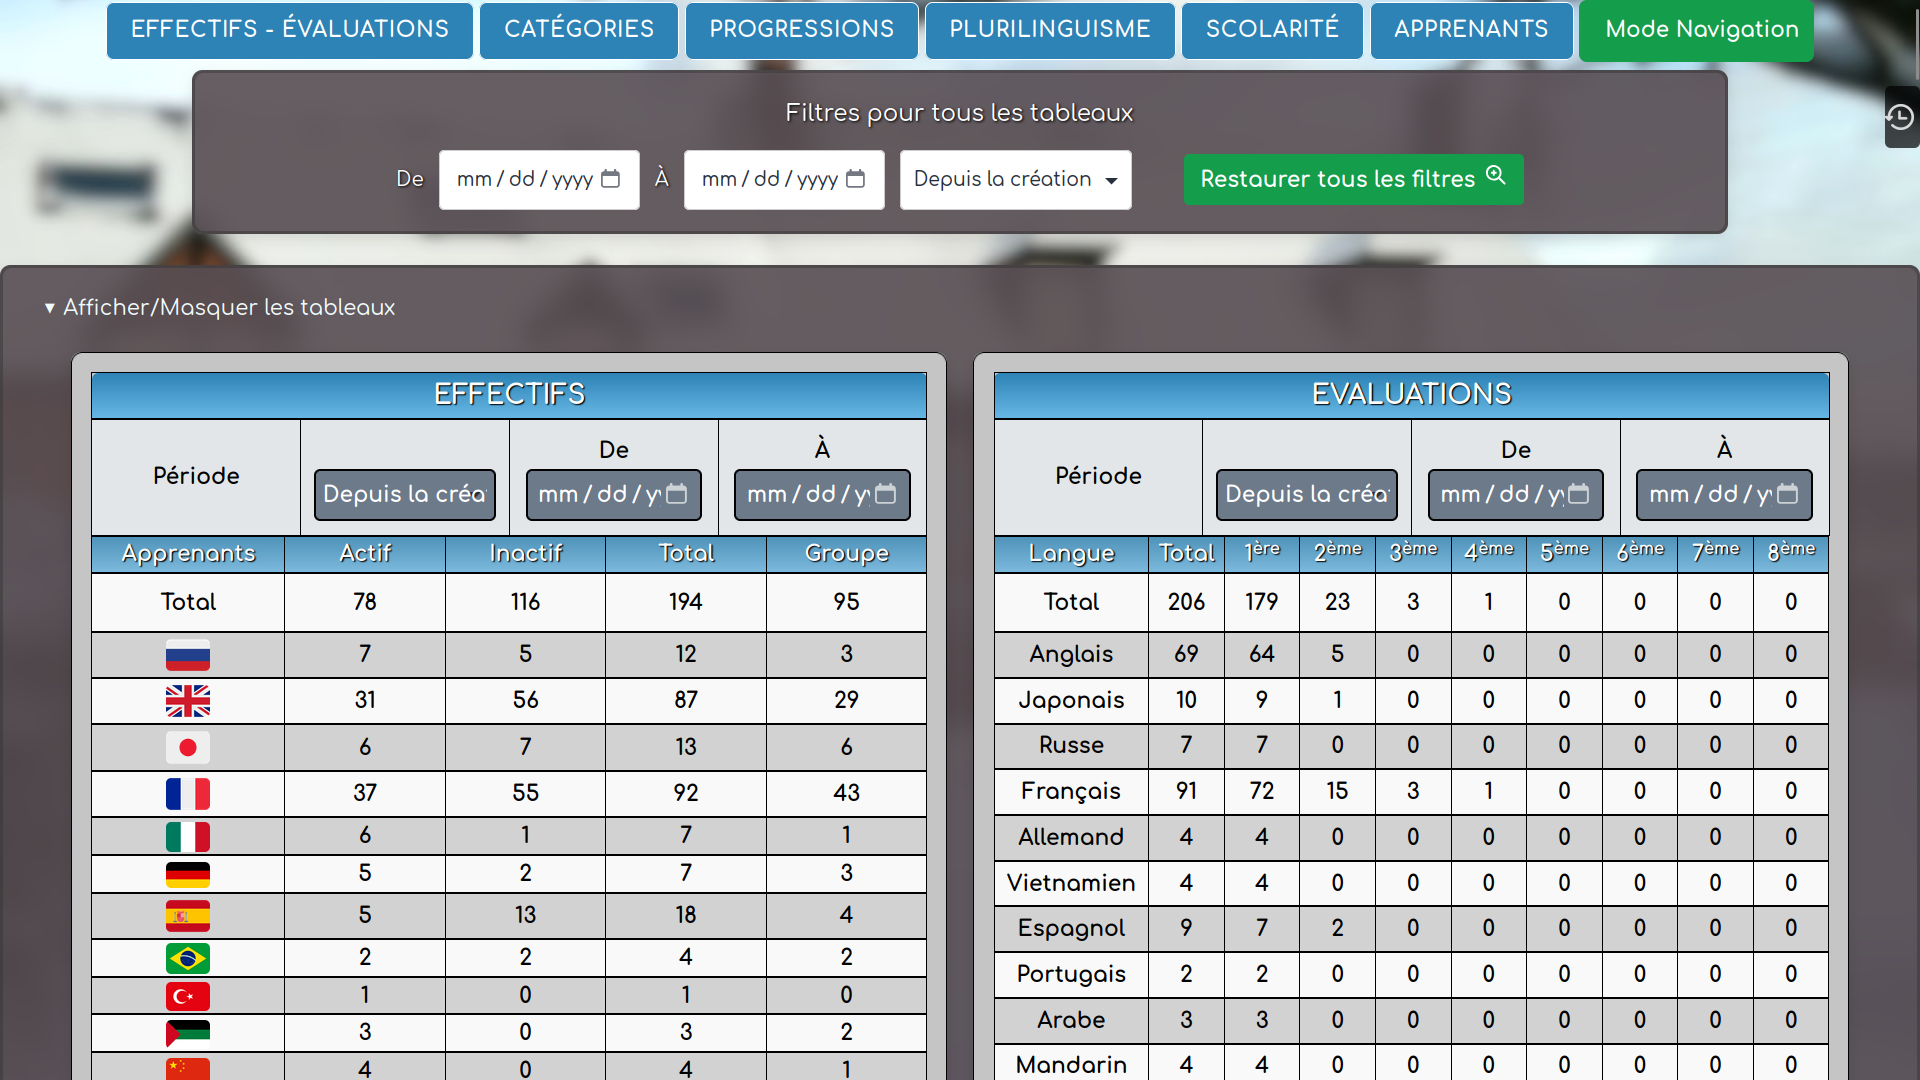 EFFECTIFS - ÉVALUATIONS CATÉGORIES PROGRESSIONS PLURILINGUISME SCOLARITÉ APPRENANTS Mode Navigation
Filtres pour tous les tableaux
De mm/dd/yyyy À mm/dd/yyyy Depuis la création Restaurer tous les filtres
▾ Afficher/Masquer les tableaux
EFFECTIFS
Période Depuis la créa De mm/dd/y À mm/dd/y
Apprenants Actif Inactif Total Groupe
Total 78 116 194 95
7 5 12 3
31 56 87 29
6 7 13 6
37 55 92 43
6 1 7 1
5 2 7 3
5 13 18 4
2 2 4 2
1 0 1 0
3 0 3 2
4 0 4 1
EVALUATIONS
Période Depuis la créa De mm/dd/y À mm/dd/y
Langue Total 1ère 2ème 3ème 4ème 5ème 6ème 7ème 8ème
Total 206 179 23 3 1 0 0 0 0
Anglais 69 64 5 0 0 0 0 0 0
Japonais 10 9 1 0 0 0 0 0 0
Russe 7 7 0 0 0 0 0 0 0
Français 91 72 15 3 1 0 0 0 0
Allemand 4 4 0 0 0 0 0 0 0
Vietnamien 4 4 0 0 0 0 0 0 0
Espagnol 9 7 2 0 0 0 0 0 0
Portugais 2 2 0 0 0 0 0 0 0
Arabe 3 3 0 0 0 0 0 0 0
Mandarin 4 4 0 0 0 0 0 0 0